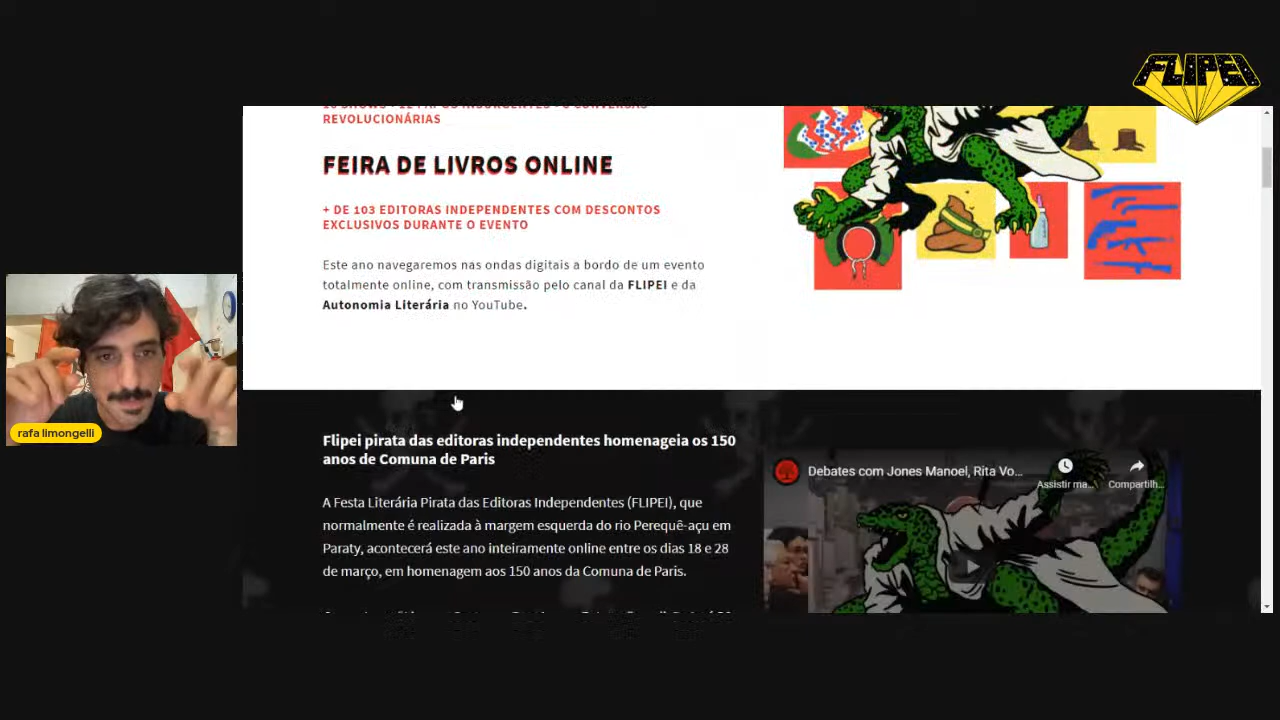 FLIPEI
REVOLUCIONÁRIAS
FEIRA DE LIVROS ONLINE
+ DE 103 EDITORAS INDEPENDENTES COM DESCONTOS
EXCLUSIVOS DURANTE O EVENTO
Este ano navegaremos nas ondas digitais a bordo de um evento
totalmente online, com transmissão pelo canal da FLIPEI e da
Autonomia Literária no YouTube.
rafa limongelli
Flipei pirata das editoras independentes homenageia os 150
anos de Comuna de Paris
A Festa Literária Pirata das Editoras Independentes (FLIPEI), que
normalmente é realizada à margem esquerda do rio Perequê-açu em
Paraty, acontecerá este ano inteiramente online entre os dias 18 e 28
de março, em homenagem aos 150 anos da Comuna de Paris.
Debates com Jones Manoel, Rita Vo...
Assistir ma...
Compartilh...